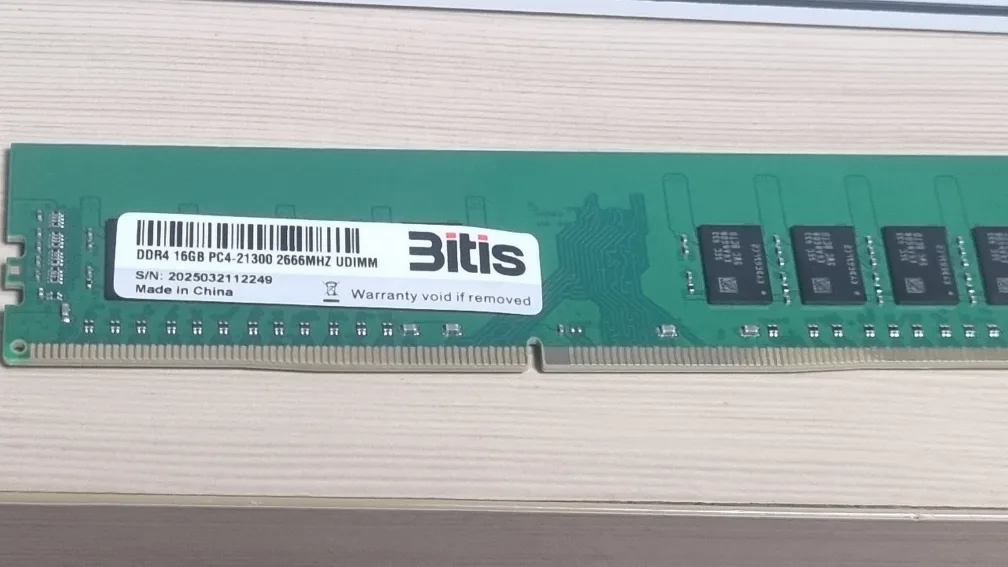 Bitis
DDR4 16GB PC4-21300 2666MHZ UDIMM
S/N: 2025032112249
Made in China
Warranty void if removed